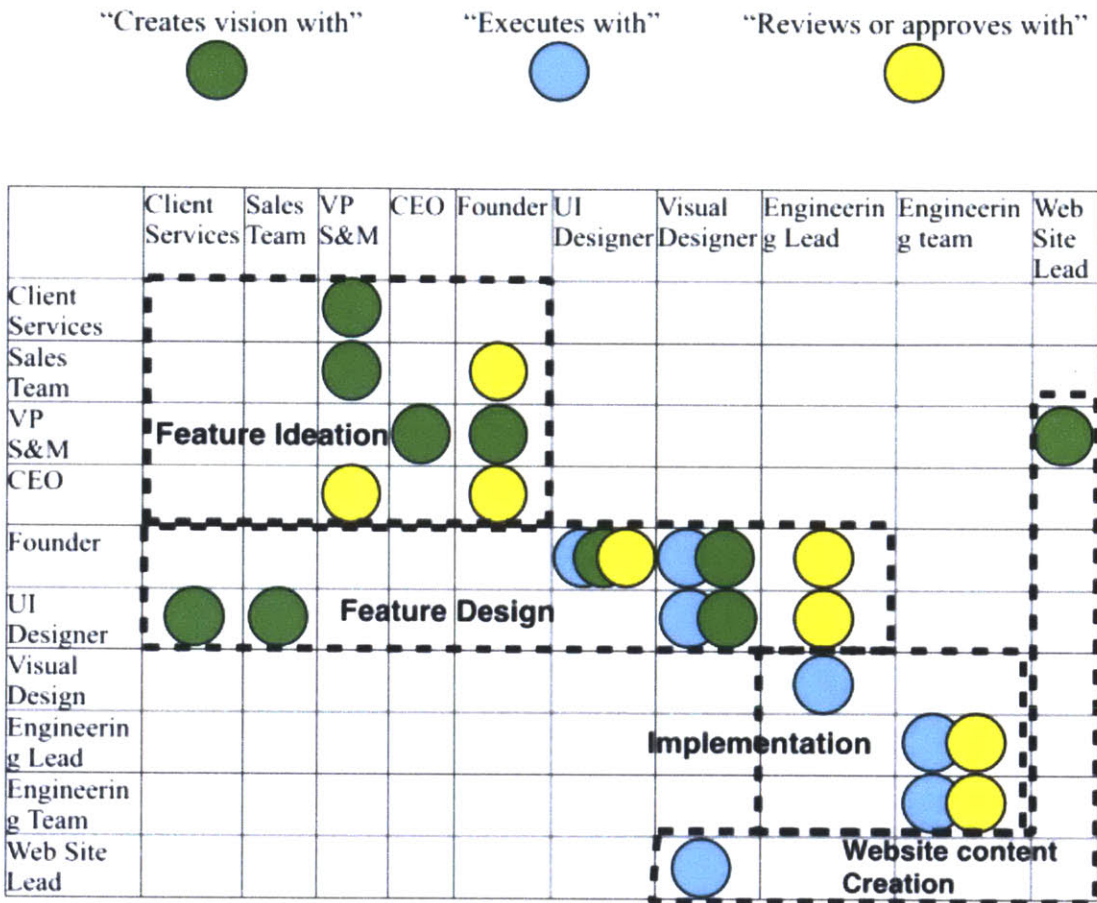 “Creates vision with” “Executes with” “Reviews or approves with”
Client Services
Sales Team
VP S&M
CEO
Founder
UI Designer
Visual Designer
Engineerin
g Lead
Engineerin
g team
Web
Site
Lead
Client
Services
Sales
Team
VP
S&M
Feature Ideation
CEO
Founder
UI
Designer
Feature Design
Visual
Design
Engineerin
g Lead
Implementation
Engineerin
g Team
Web Site
Lead
Website content
Creation